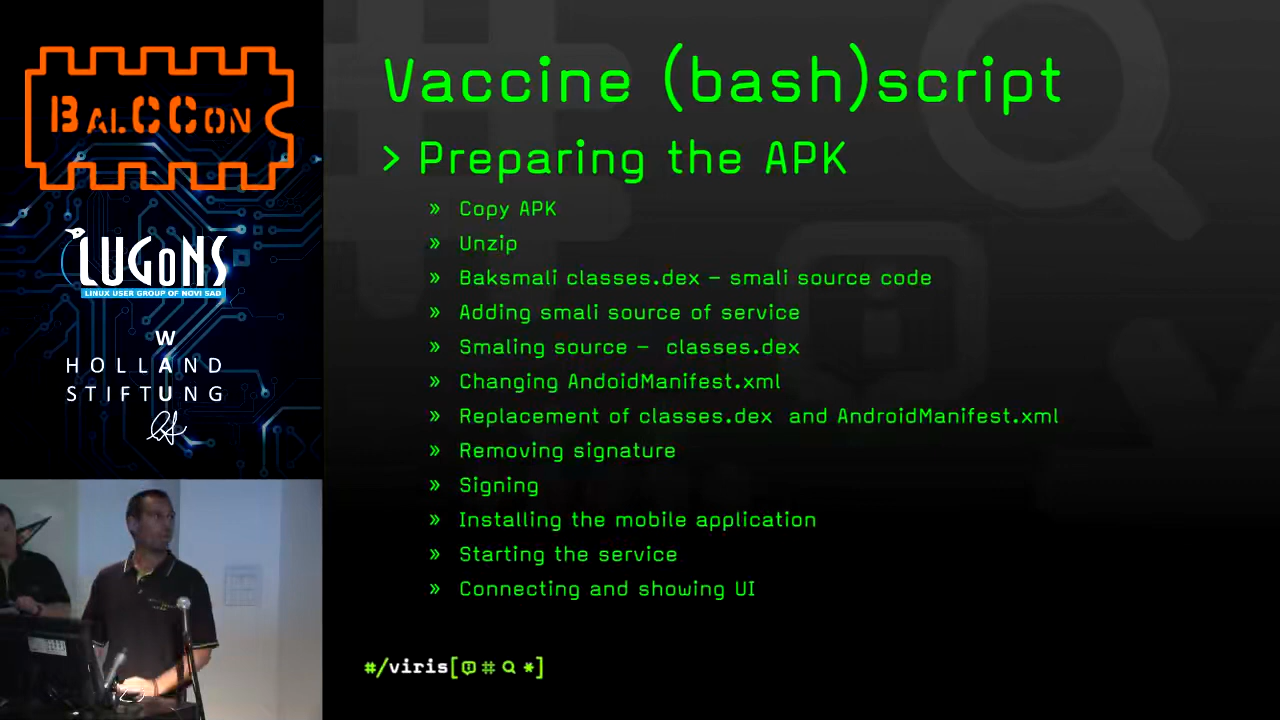 BALCCON
LUGONS
LINUX USER GROUP OF NOVI SAD
W
HOLLAND
STIFTUNG
Vaccine (bash)script
> Preparing the APK
» Copy APK
» Unzip
» Baksmali classes.dex – smali source code
» Adding smali source of service
» Smaling source – classes.dex
» Changing AndoidManifest.xml
» Replacement of classes.dex and AndroidManifest.xml
» Removing signature
» Signing
» Installing the mobile application
» Starting the service
» Connecting and showing UI
#/viris[ # *]